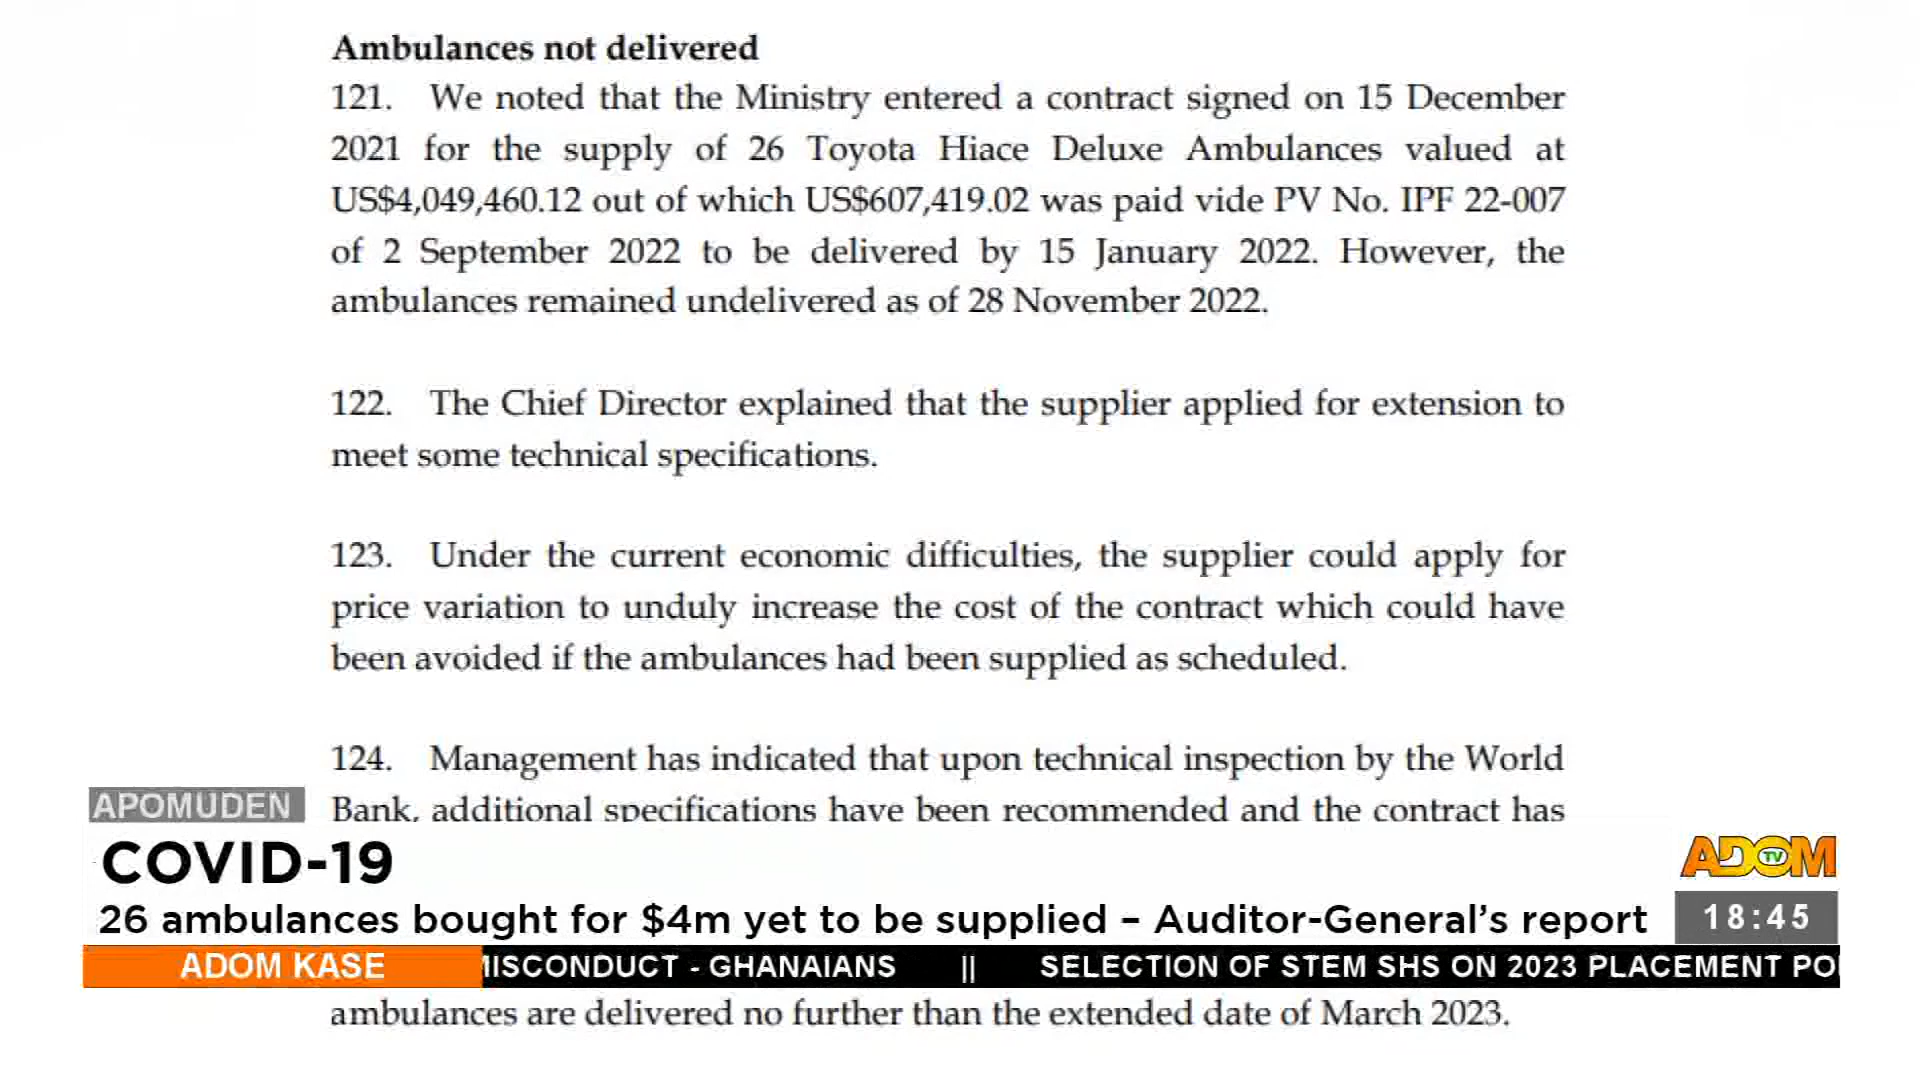 Ambulances not delivered
121. We noted that the Ministry entered a contract signed on 15 December
2021 for the supply of 26 Toyota Hiace Deluxe Ambulances valued at
US$4,049,460.12 out of which US$607,419.02 was paid vide PV No. IPF 22-007
of 2 September 2022 to be delivered by 15 January 2022. However, the
ambulances remained undelivered as of 28 November 2022.
122. The Chief Director explained that the supplier applied for extension to
meet some technical specifications.
123. Under the current economic difficulties, the supplier could apply for
price variation to unduly increase the cost of the contract which could have
been avoided if the ambulances had been supplied as scheduled.
124. Management has indicated that upon technical inspection by the World
Bank, additional specifications have been recommended and the contract has
APOMUDEN
COVID-19
ADOM TV
26 ambulances bought for $4m yet to be supplied – Auditor-General's report
18:45
ADOM KASE
MISCONDUCT - GHANAIANS || SELECTION OF STEM SHS ON 2023 PLACEMENT
ambulances are delivered no further than the extended date of March 2023.